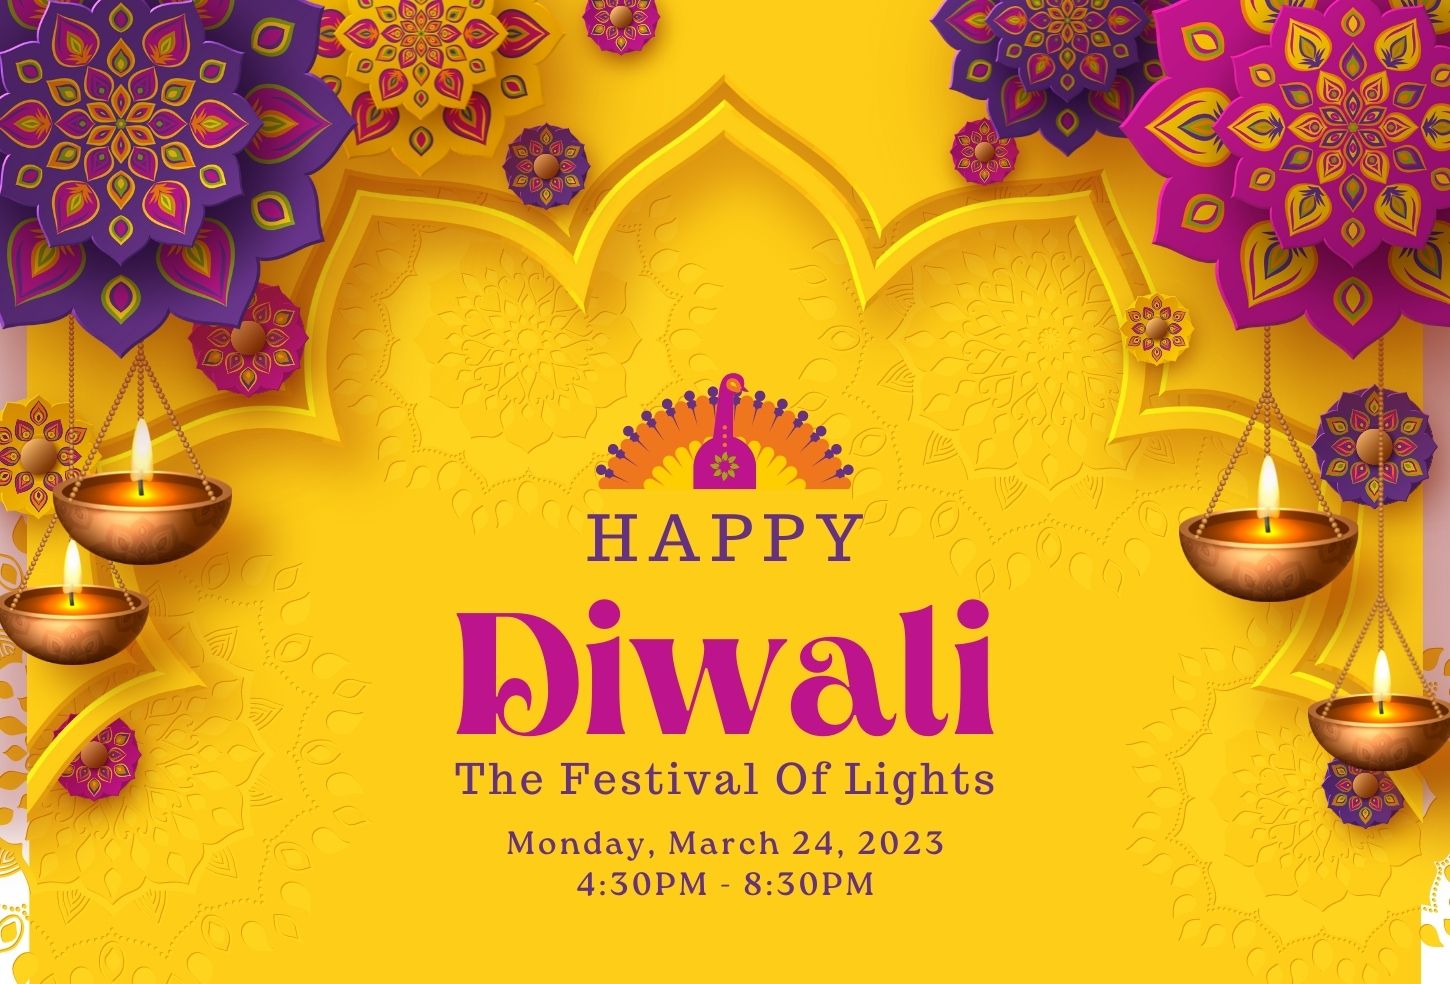 HAPPY
Diwali
The Festival Of Lights
Monday, March 24, 2023
4:30PM - 8:30PM